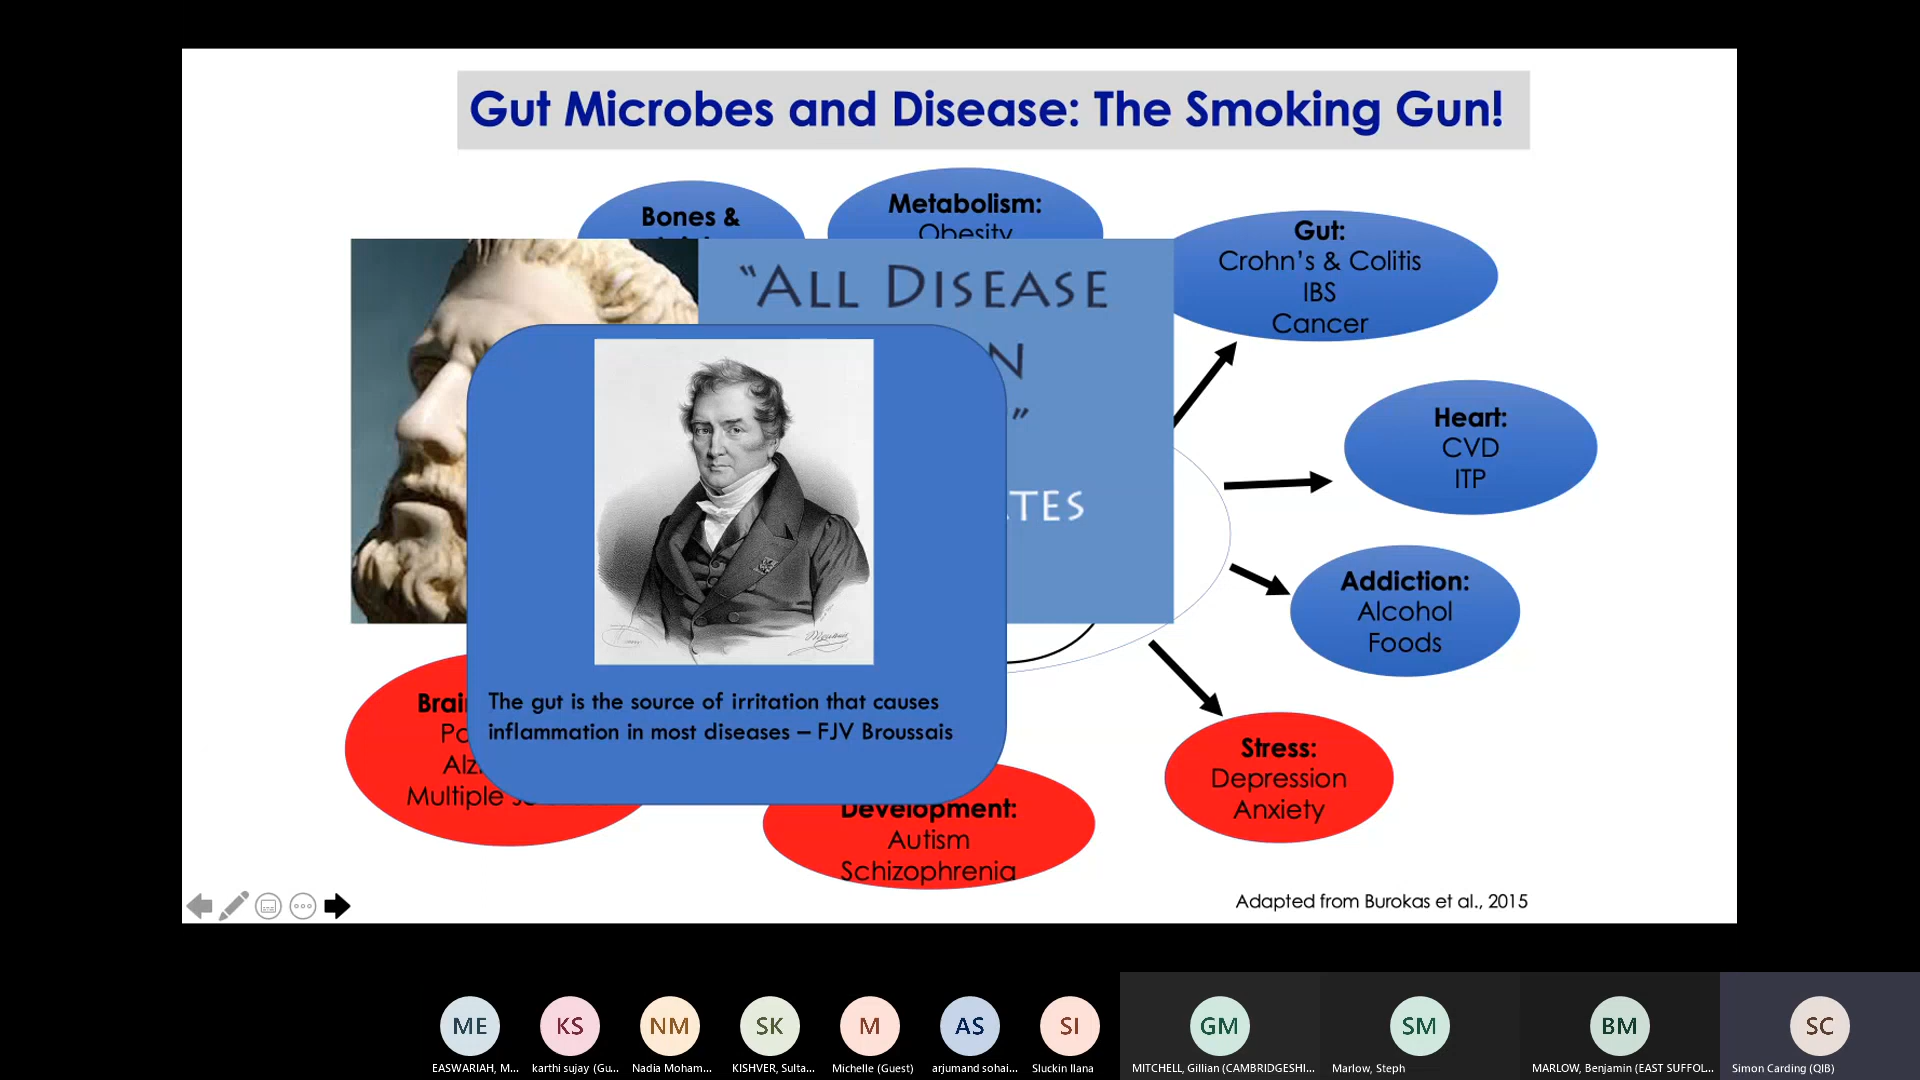 Gut Microbes and Disease: The Smoking Gun!
Bones &
Metabolism:
Obesity
Gut:
Crohn's & Colitis
IBS
Cancer
"ALL DISEASE
N
"
TES
Heart:
CVD
ITP
Addiction:
Alcohol
Foods
The gut is the source of irritation that causes
inflammation in most diseases – FJV Broussais
Brai
Alz
Multiple
Development:
Autism
Schizophrenia
Stress:
Depression
Anxiety
Adapted from Burokas et al., 2015
ME KS NM SK M AS SI GM SM BM SC
EASWARIAH, M... karthi sujay (Gu... Nadia Moham... KISHVER, Sulta... Michelle (Guest) arjumand sohai... Sluckin Ilana MITCHELL, Gillian (CAMBRIDGESHI... Marlow, Steph MARLOW, Benjamin (EAST SUFFOL... Simon Carding (QIB)